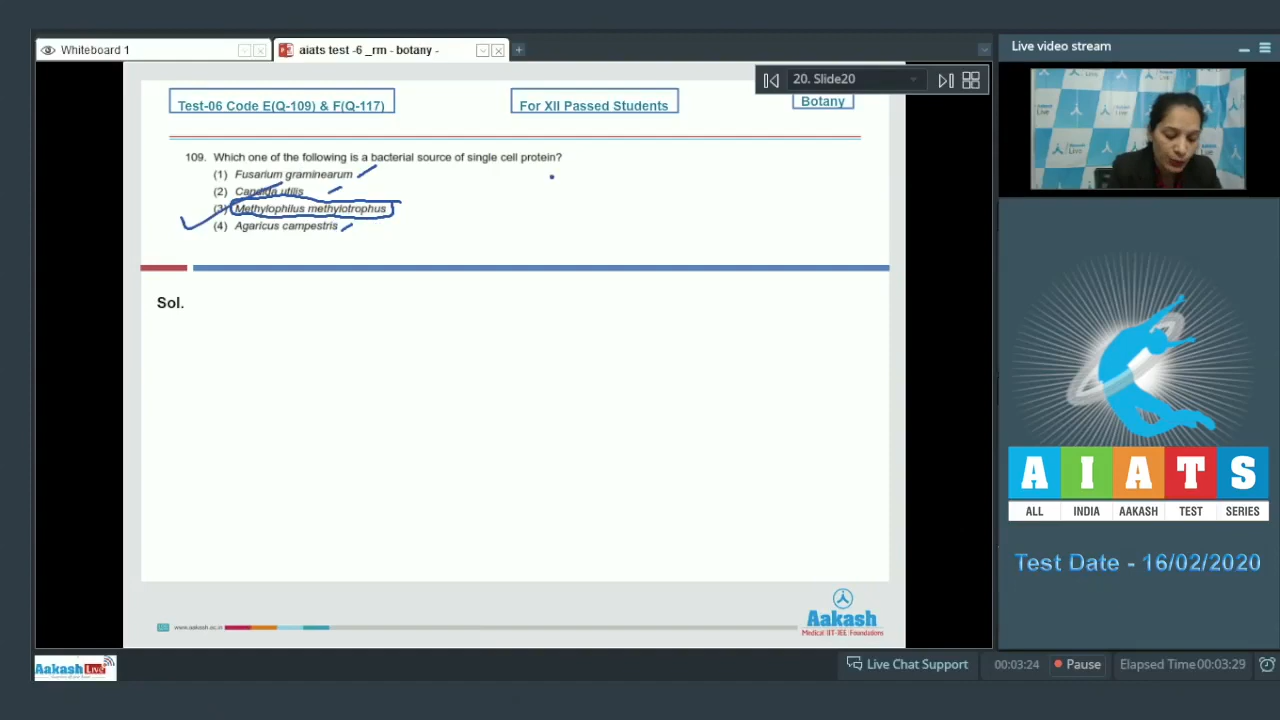 Whiteboard 1
aiats test -6 _rm - botany -
Live video stream
20. Slide20
Test-06 Code E(Q-109) & F(Q-117)
For XII Passed Students
Botany
109. Which one of the following is a bacterial source of single cell protein?
(1) Fusarium graminearum
(2) Candida utilis
(3) Methylophilus methylotrophus
(4) Agaricus campestris
Sol.
A I A T S
ALL INDIA AAKASH TEST SERIES
Test Date - 16/02/2020
Aakash
Medical|IIT-JEE|Foundations
www.aakash.ac.in
Aakash Live
Live Chat Support
00:03:24
Pause
Elapsed Time 00:03:29